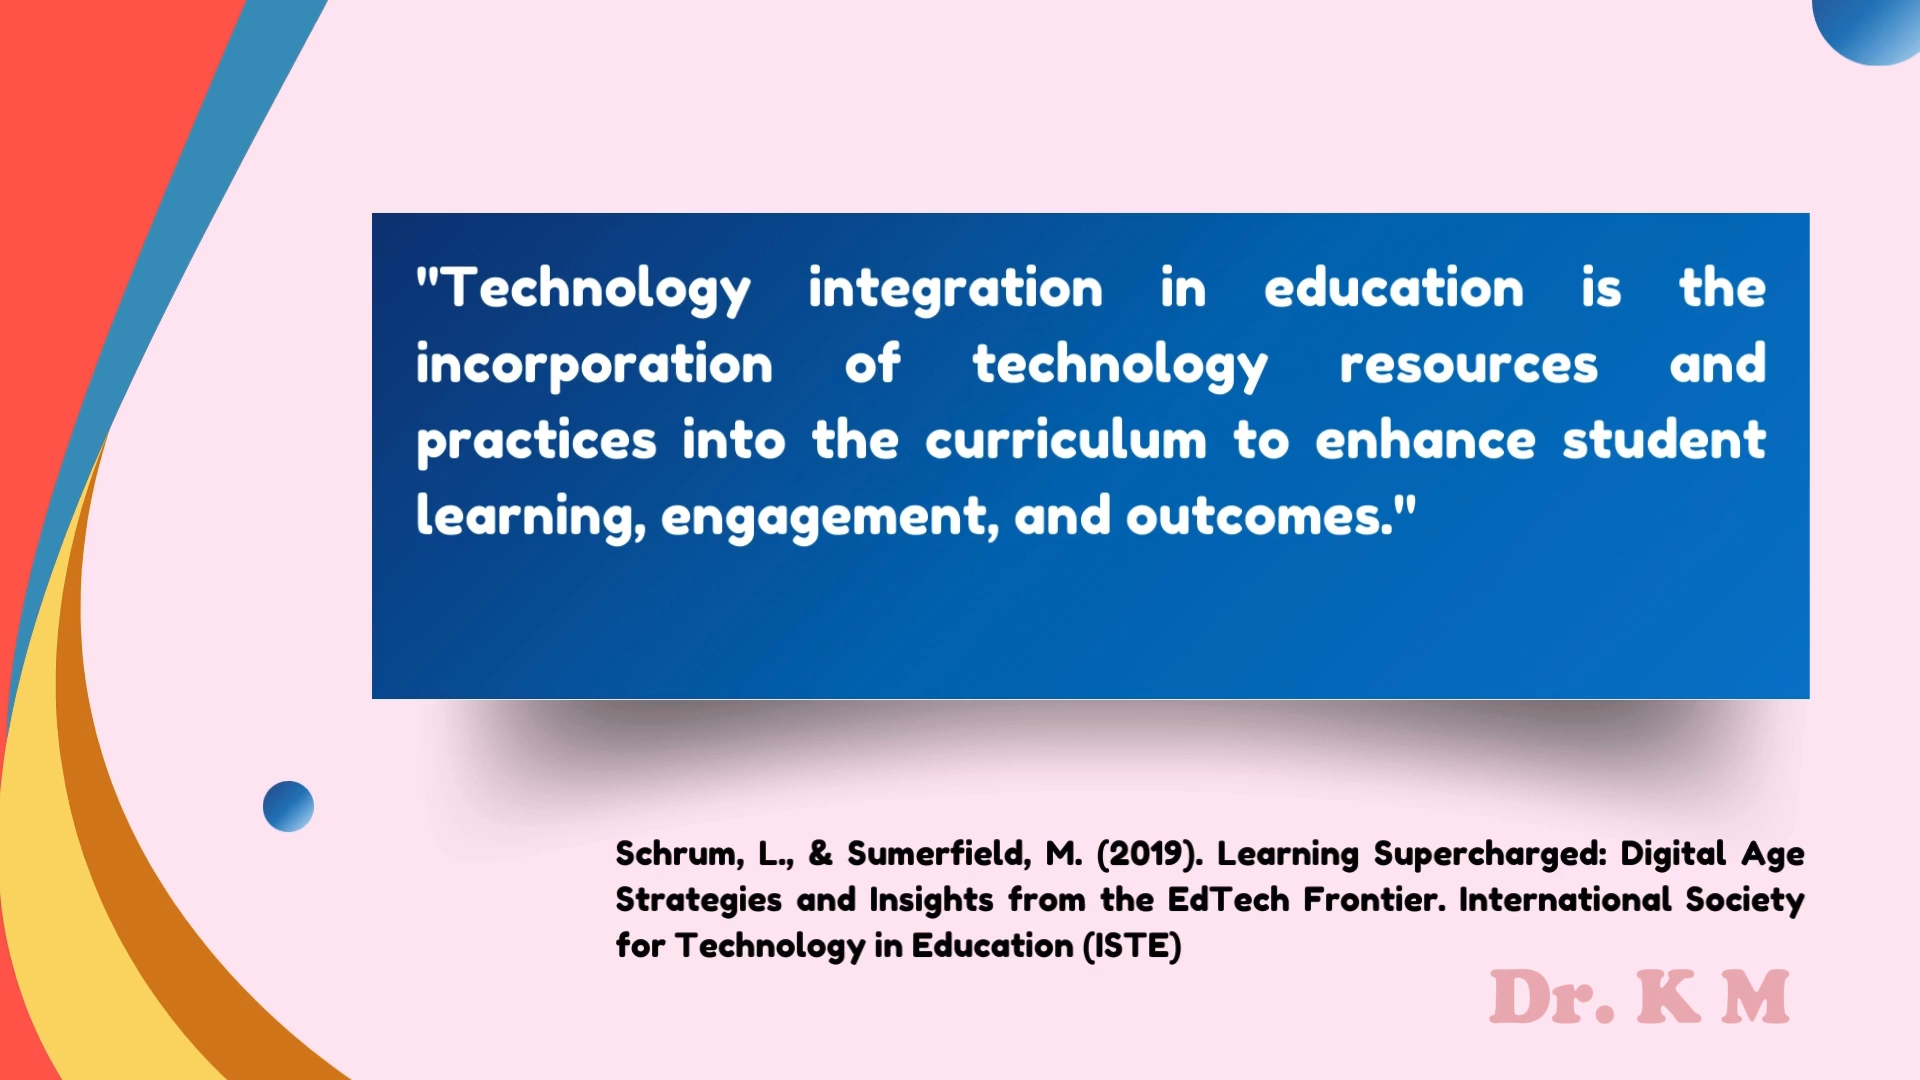 "Technology integration in education is the
incorporation of technology resources and
practices into the curriculum to enhance student
learning, engagement, and outcomes."
Schrum, L., & Sumerfield, M. (2019). Learning Supercharged: Digital Age
Strategies and Insights from the EdTech Frontier. International Society
for Technology in Education (ISTE)
Dr. K M